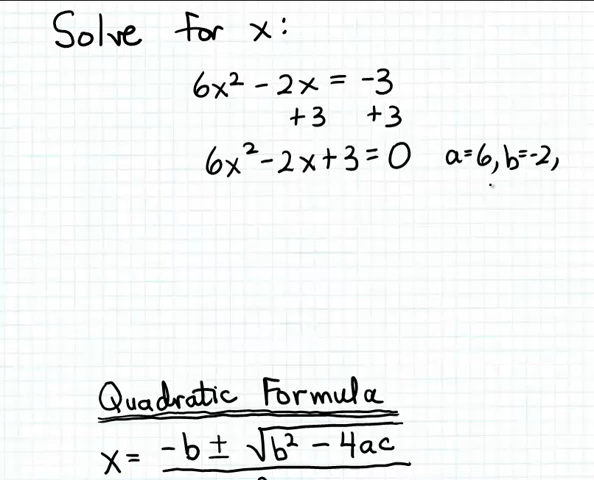 Solve for x:
6x² - 2x = -3
+3 +3
6x² - 2x + 3 = 0 a=6, b=-2,
Quadratic Formula
x = -b ± √b² - 4ac